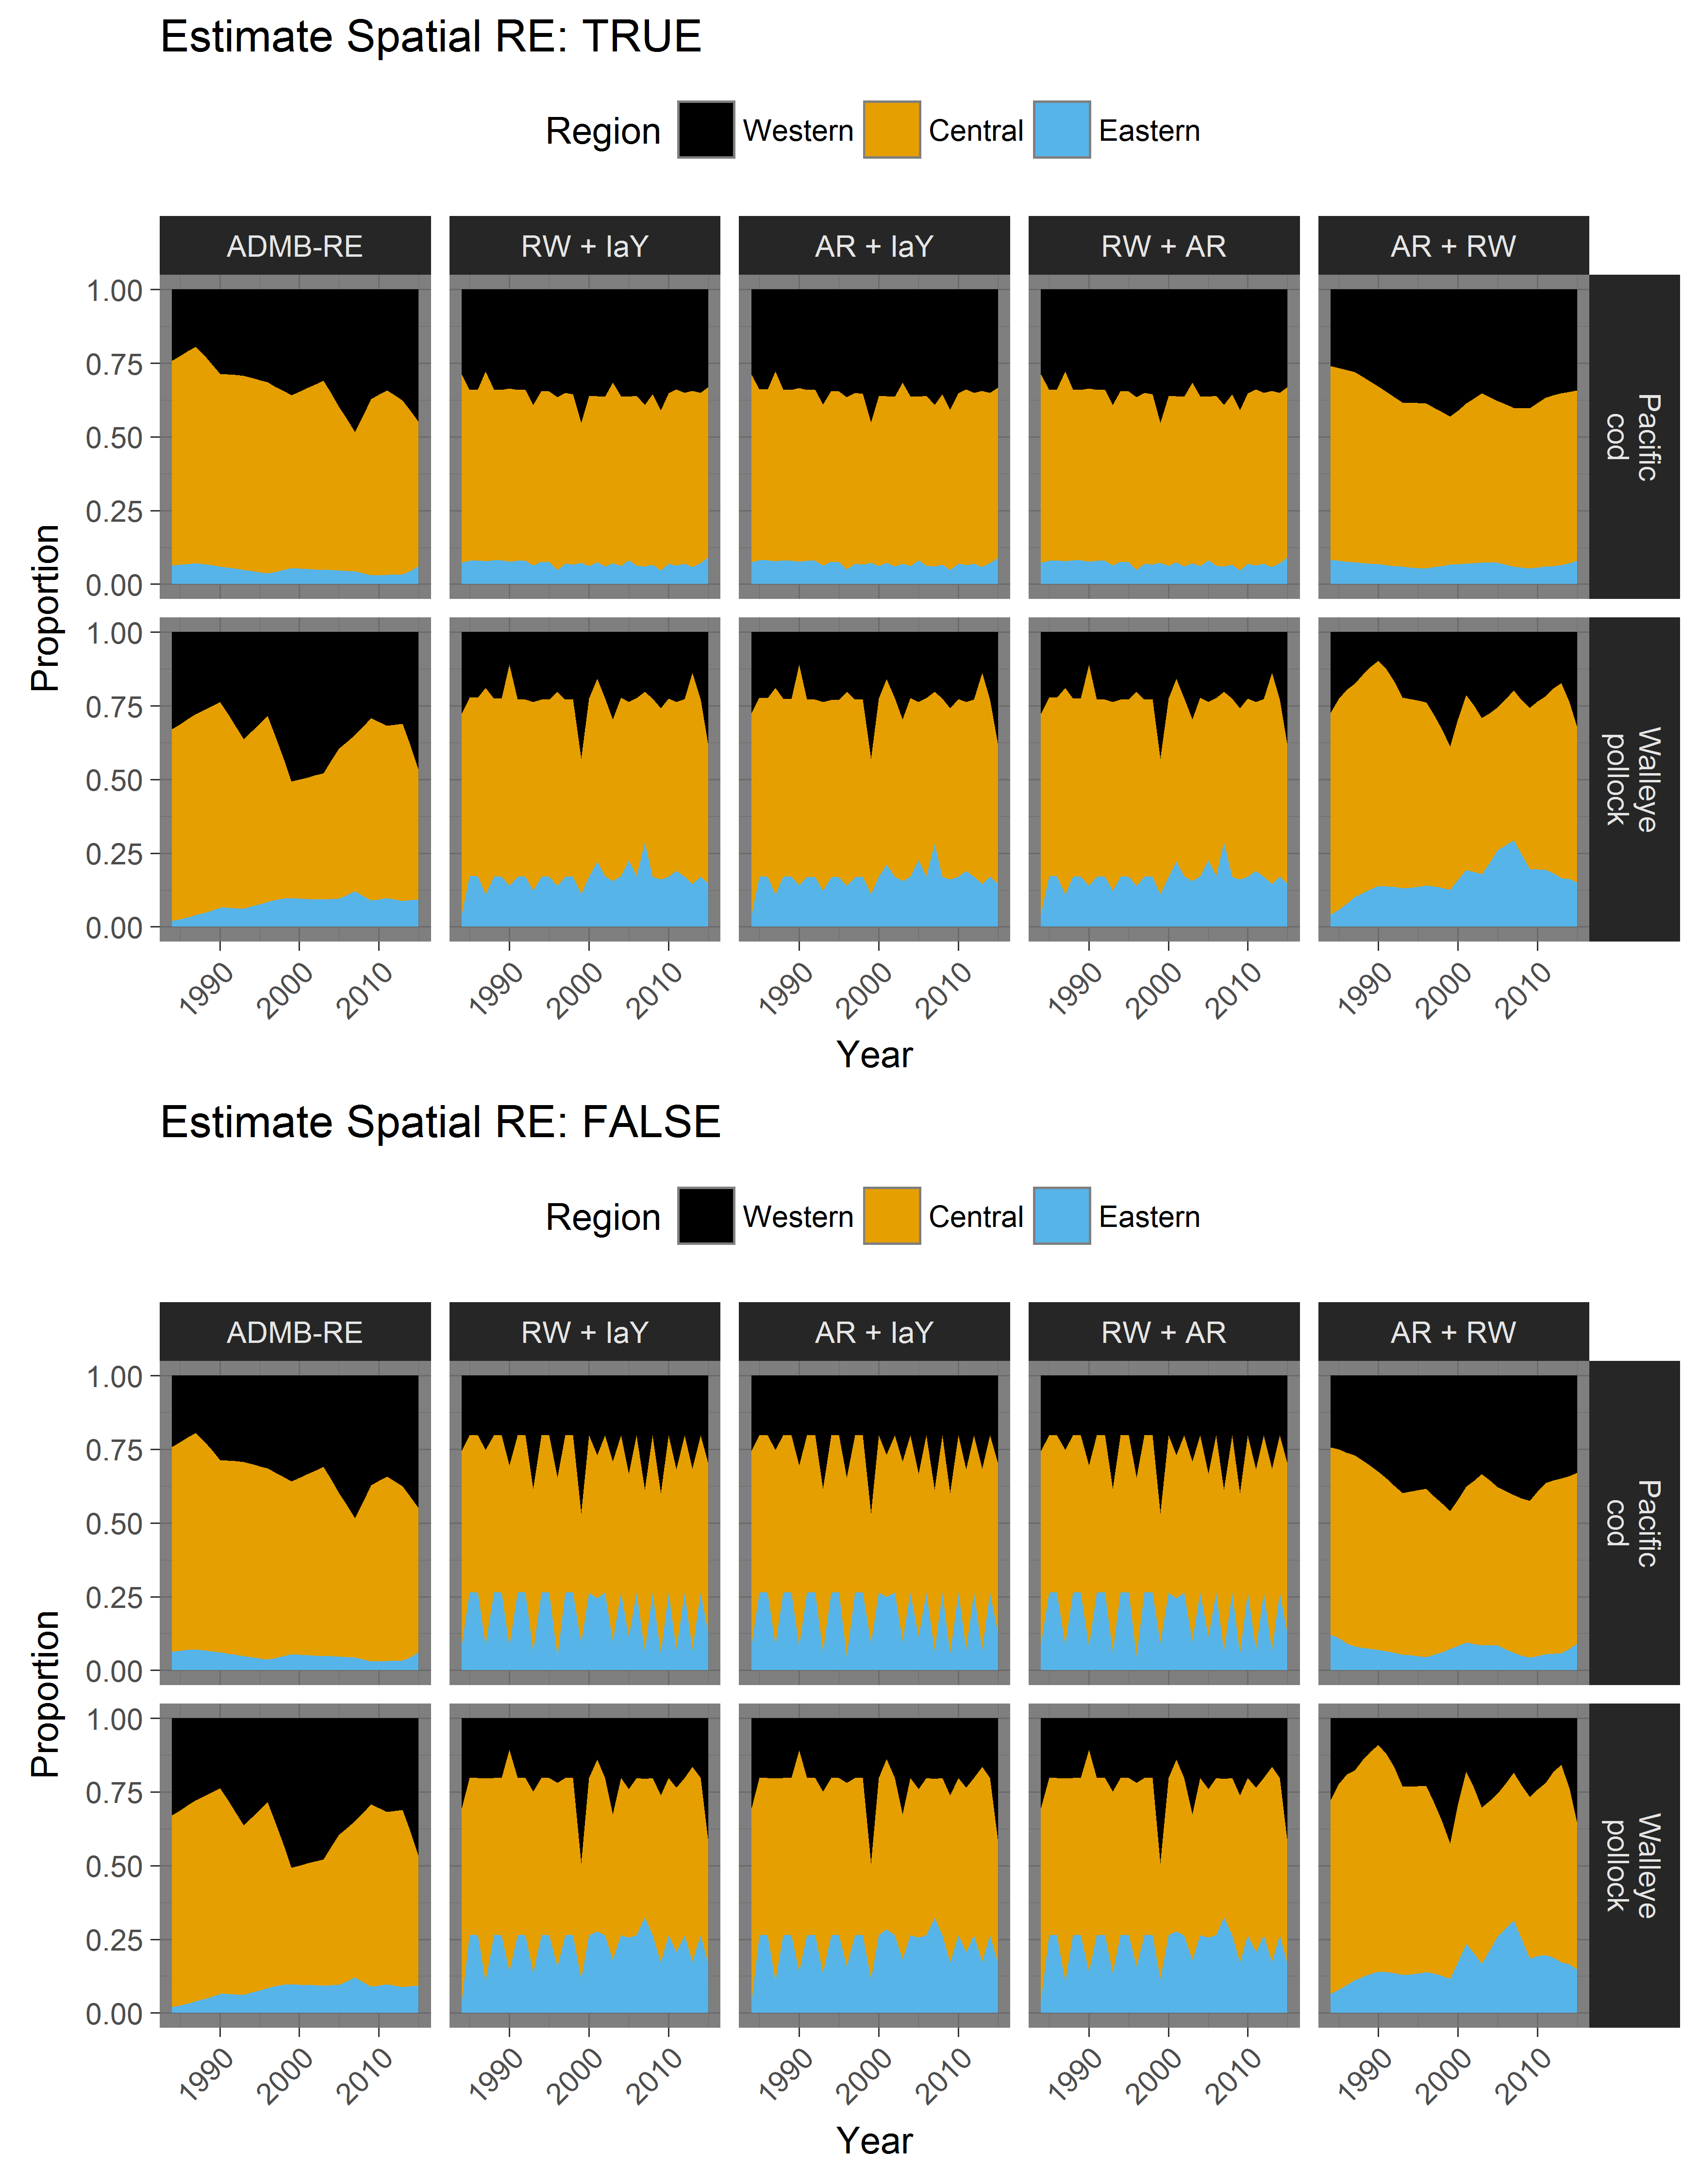 Estimate Spatial RE: TRUE
Region Western Central Eastern
ADMB-RE RW + IaY AR + IaY RW + AR AR + RW
1.00
0.75
0.50
0.25
0.00
Pacific
cod
1.00
0.75
0.50
0.25
0.00
Walleye
pollock
Proportion
1990 2000 2010 1990 2000 2010 1990 2000 2010 1990 2000 2010 1990 2000 2010
Year
Estimate Spatial RE: FALSE
Region Western Central Eastern
ADMB-RE RW + IaY AR + IaY RW + AR AR + RW
1.00
0.75
0.50
0.25
0.00
Pacific
cod
1.00
0.75
0.50
0.25
0.00
Walleye
pollock
Proportion
1990 2000 2010 1990 2000 2010 1990 2000 2010 1990 2000 2010 1990 2000 2010
Year